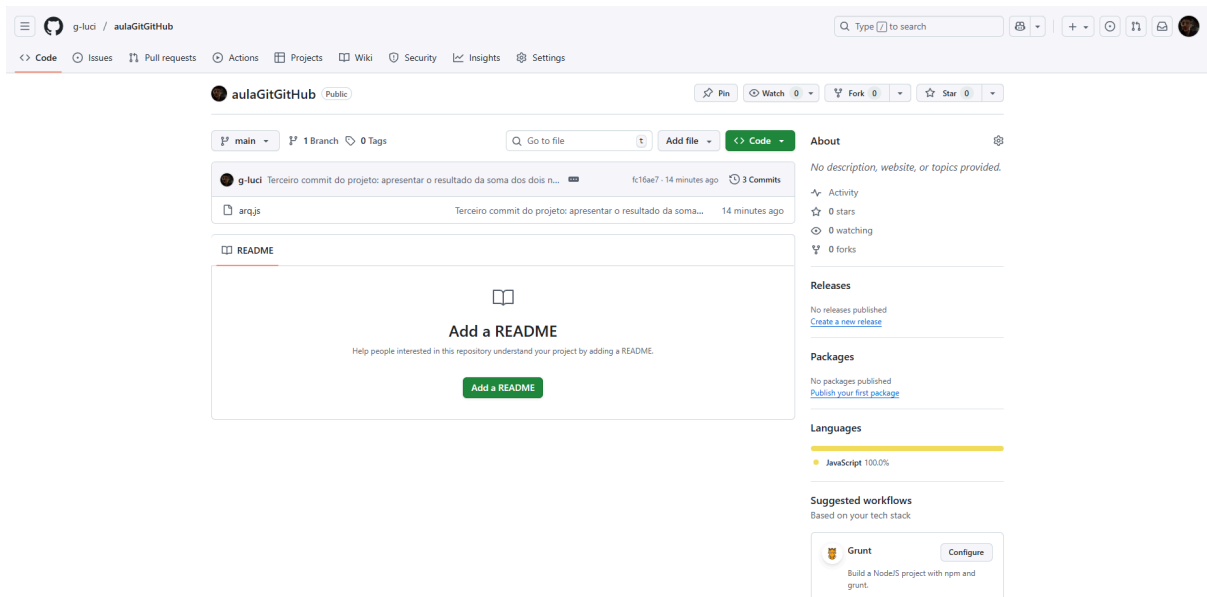 g-luci / aulaGitGitHub
Type / to search
Code Issues Pull requests Actions Projects Wiki Security Insights Settings
aulaGitGitHub Public
Pin Watch 0 Fork 0 Star 0
main 1 Branch 0 Tags Go to file t Add file Code
g-luci Terceiro commit do projeto: apresentar o resultado da soma dos dois n... fc16ae7 · 14 minutes ago 3 Commits
arq.js Terceiro commit do projeto: apresentar o resultado da soma... 14 minutes ago
README
Add a README
Help people interested in this repository understand your project by adding a README.
Add a README
About
No description, website, or topics provided.
Activity
0 stars
0 watching
0 forks
Releases
No releases published
Create a new release
Packages
No packages published
Publish your first package
Languages
JavaScript 100.0%
Suggested workflows
Based on your tech stack
Grunt Configure
Build a NodeJS project with npm and
grunt.